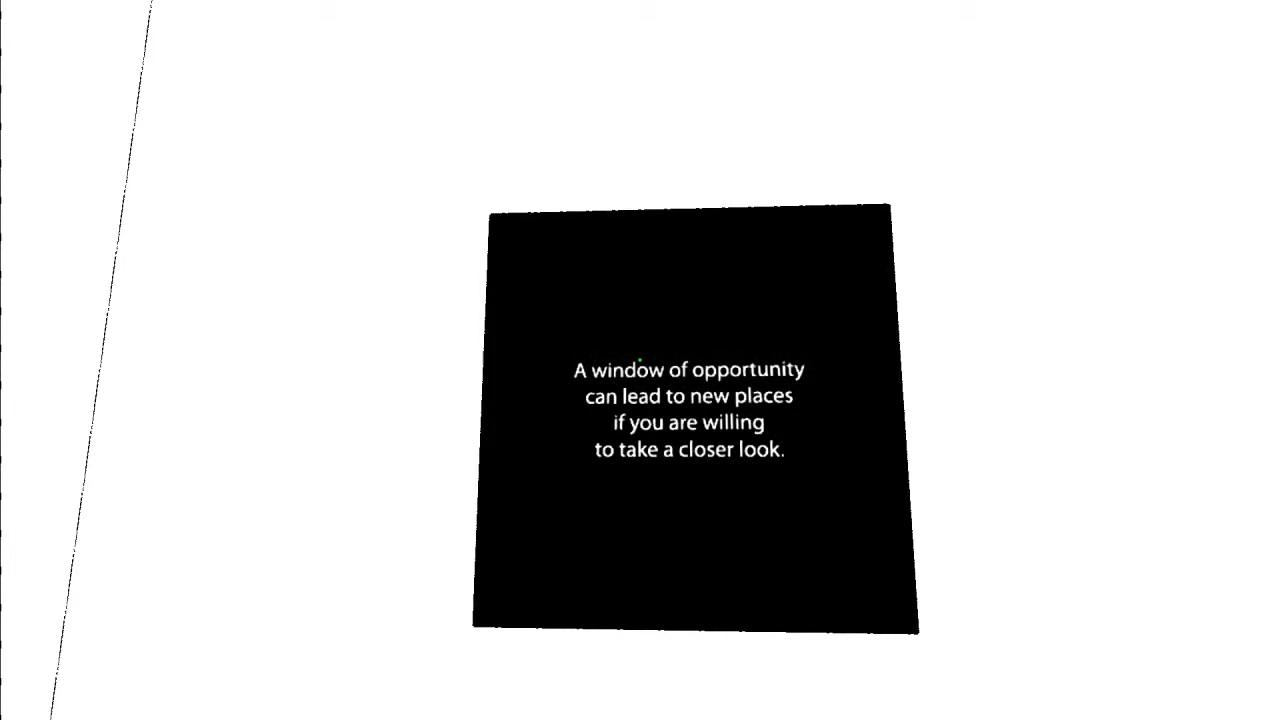 A window of opportunity
can lead to new places
if you are willing
to take a closer look.